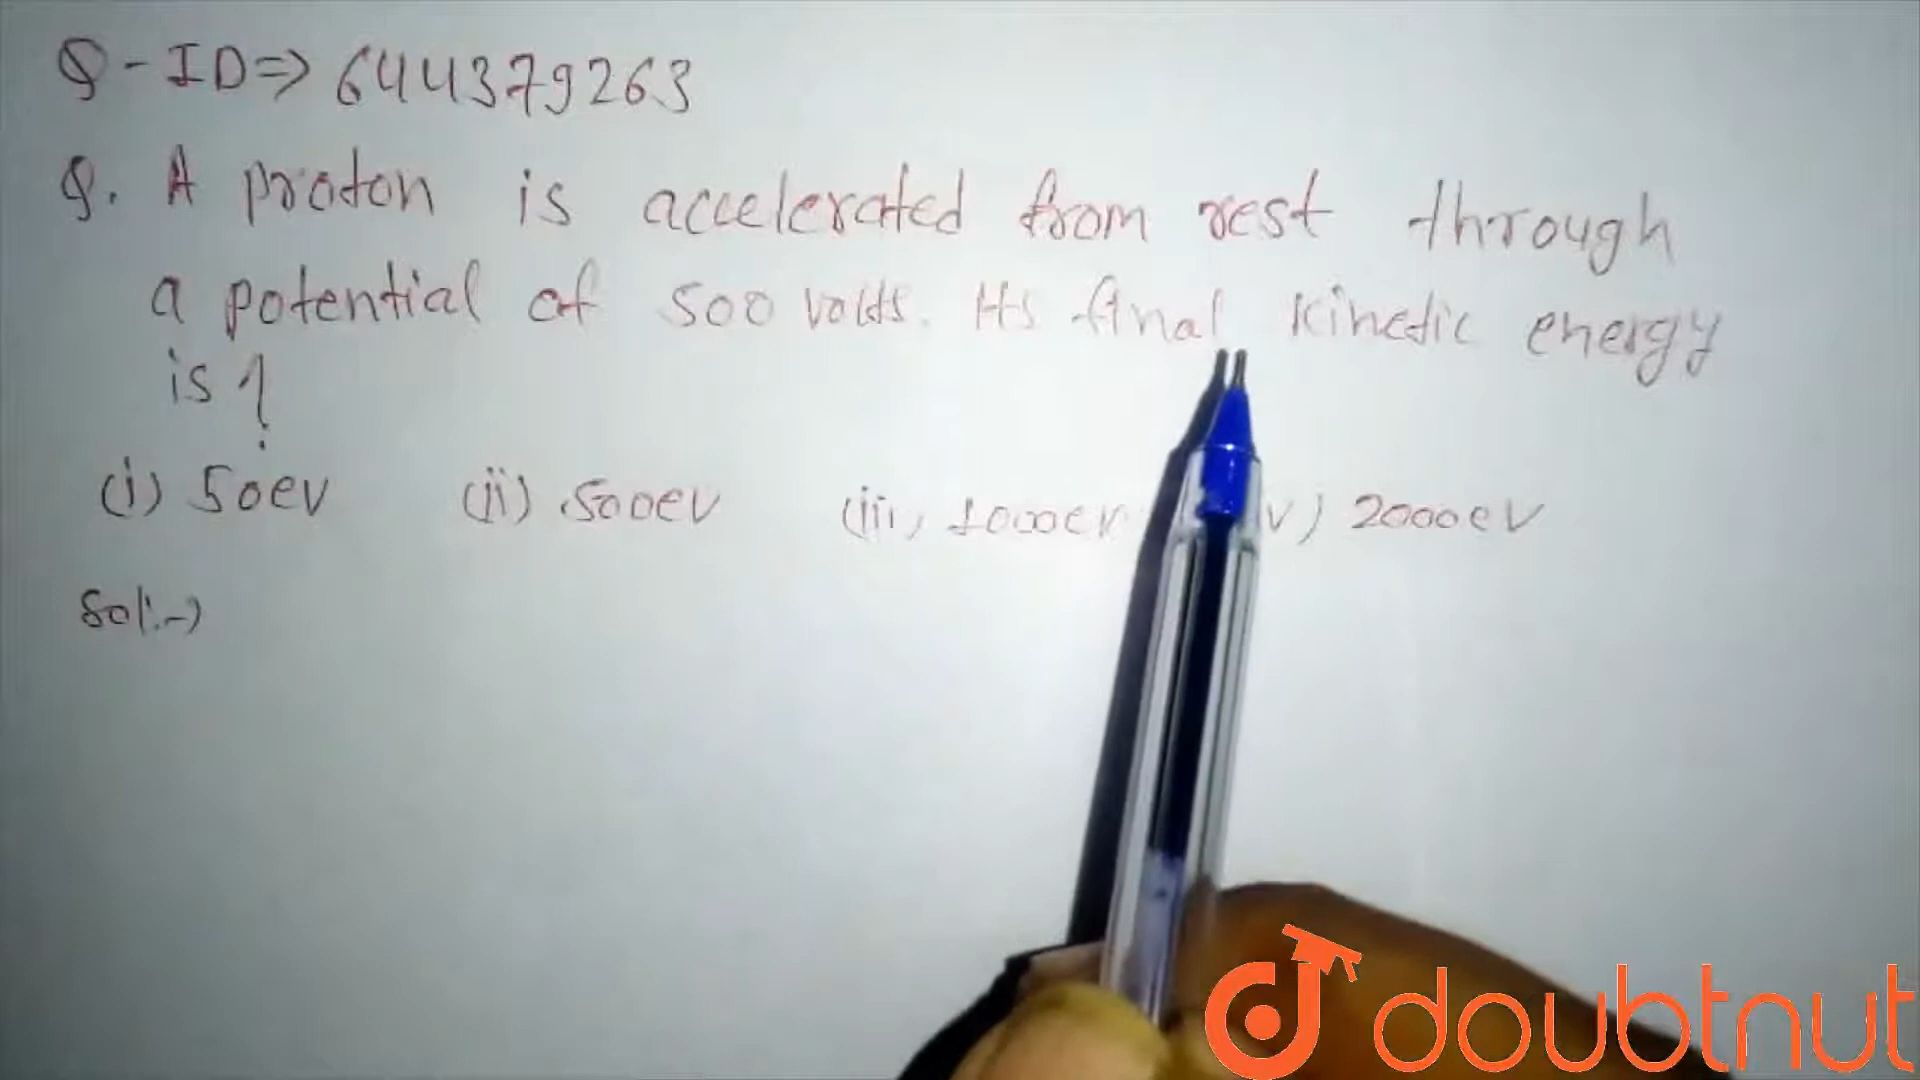 Q-ID⇒ 644379263
Q. A proton is accelerated from rest through
a potential of 500 volts. Its final kinetic energy
is?
(i) 50ev (ii) 500eV (iii) 1000eV v) 2000eV
Sol:-)
doubtnut